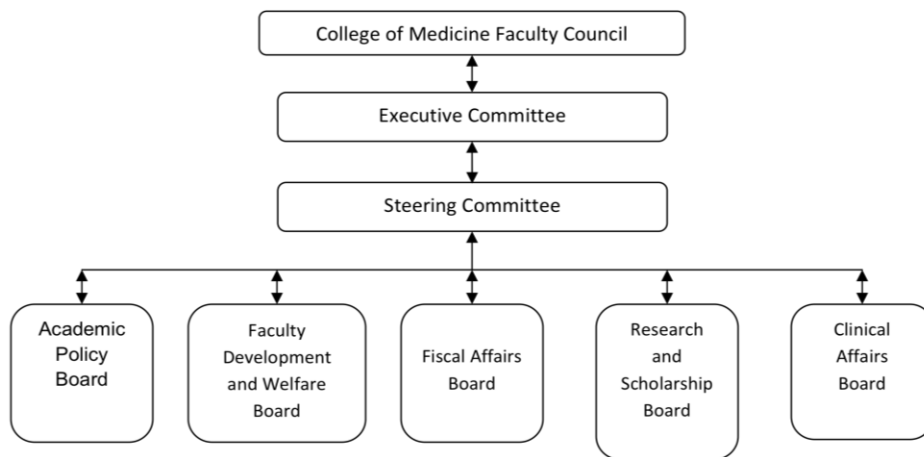 College of Medicine Faculty Council
Executive Committee
Steering Committee
Academic
Policy
Board
Faculty
Development
and Welfare
Board
Fiscal Affairs
Board
Research
and
Scholarship
Board
Clinical
Affairs
Board